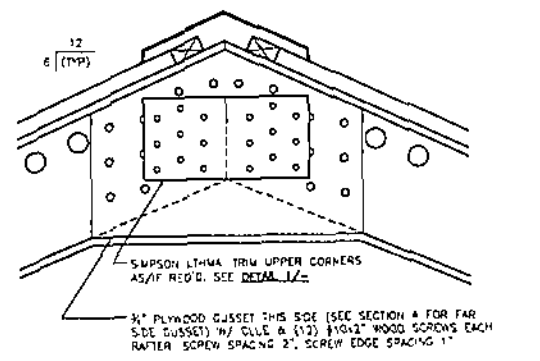 12
6 (TYP)
SIMPSON LTHMA TRIM UPPER CORNERS
AS/IF REQ'D. SEE DETAIL 1/-
¾" PLYWOOD GUSSET THIS SIDE (SEE SECTION A FOR FAR
SIDE GUSSET) W/ GLUE & (12) #10x2" WOOD SCREWS EACH
RAFTER SCREW SPACING 2", SCREW EDGE SPACING 1"